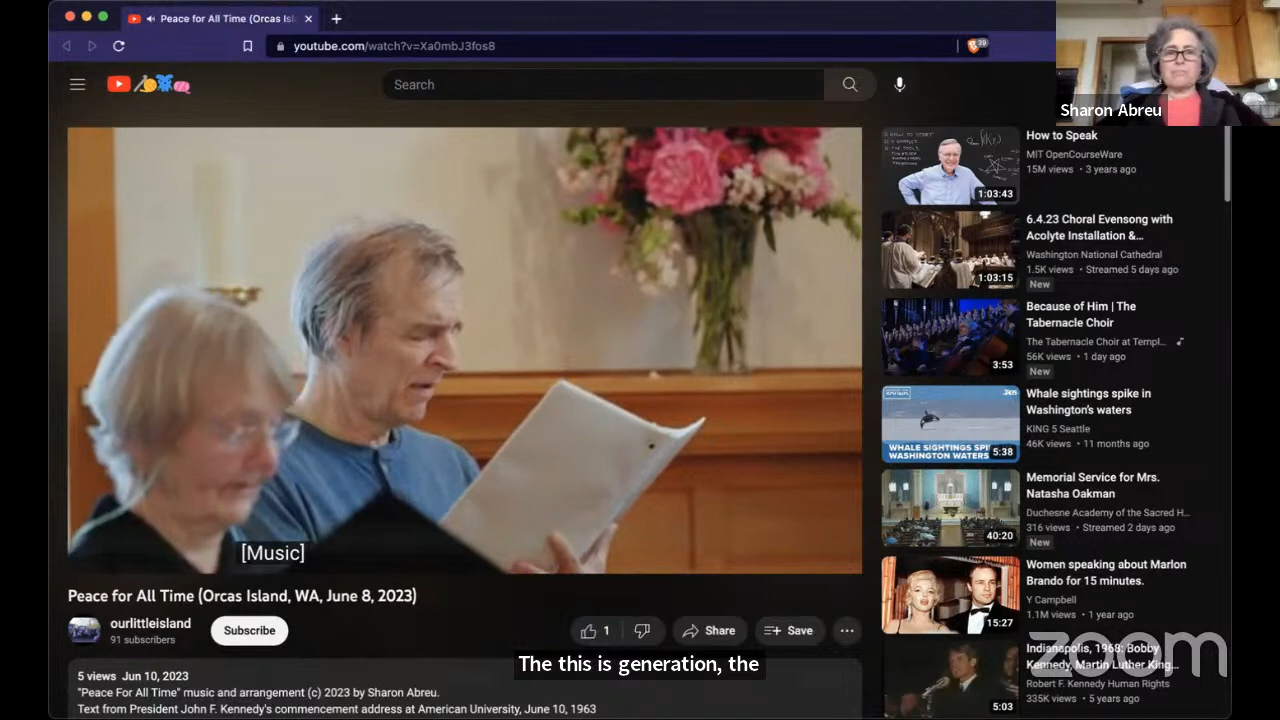 Peace for All Time (Orcas Isl
youtube.com/watch?v=Xa0mbJ3fos8
39
Search
Sharon Abreu
[Music]
Peace for All Time (Orcas Island, WA, June 8, 2023)
ourlittleisland
91 subscribers
Subscribe
1
Share
Save
The this is generation, the
5 views Jun 10, 2023
"Peace For All Time" music and arrangement (c) 2023 by Sharon Abreu.
Text from President John F. Kennedy's commencement address at American University, June 10, 1963
1:03:43
How to Speak
MIT OpenCourseWare
15M views • 3 years ago
1:03:15
6.4.23 Choral Evensong with
Acolyte Installation &...
Washington National Cathedral
1.5K views • Streamed 5 days ago
New
3:53
Because of Him | The
Tabernacle Choir
The Tabernacle Choir at Templ...
56K views • 1 day ago
New
WHALE SIGHTINGS SPI
WASHINGTON WATERS
5:38
Whale sightings spike in
Washington's waters
KING 5 Seattle
46K views • 11 months ago
40:20
Memorial Service for Mrs.
Natasha Oakman
Duchesne Academy of the Sacred H...
316 views • Streamed 2 days ago
New
15:27
Women speaking about Marlon
Brando for 15 minutes.
Y Campbell
1.1M views • 1 year ago
5:03
Indianapolis, 1968: Bobby
Kennedy, Martin Luther King...
Robert F. Kennedy Human Rights
335K views • 5 years ago
zoom